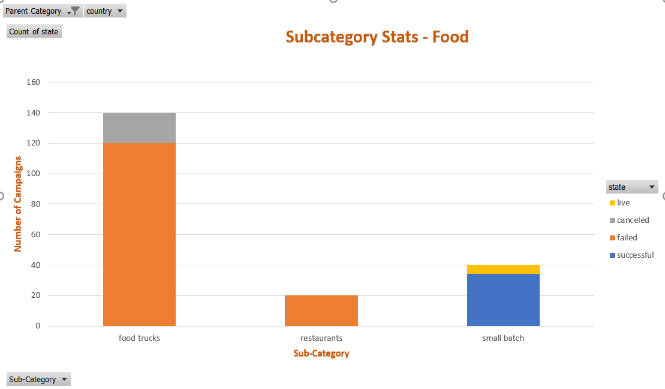 Parent Category country
Count of state
Subcategory Stats - Food
160
140
120
100
80
60
40
20
0
Number of Campaigns
food trucks restaurants small batch
Sub-Category
state
live
canceled
failed
successful
Sub-Category